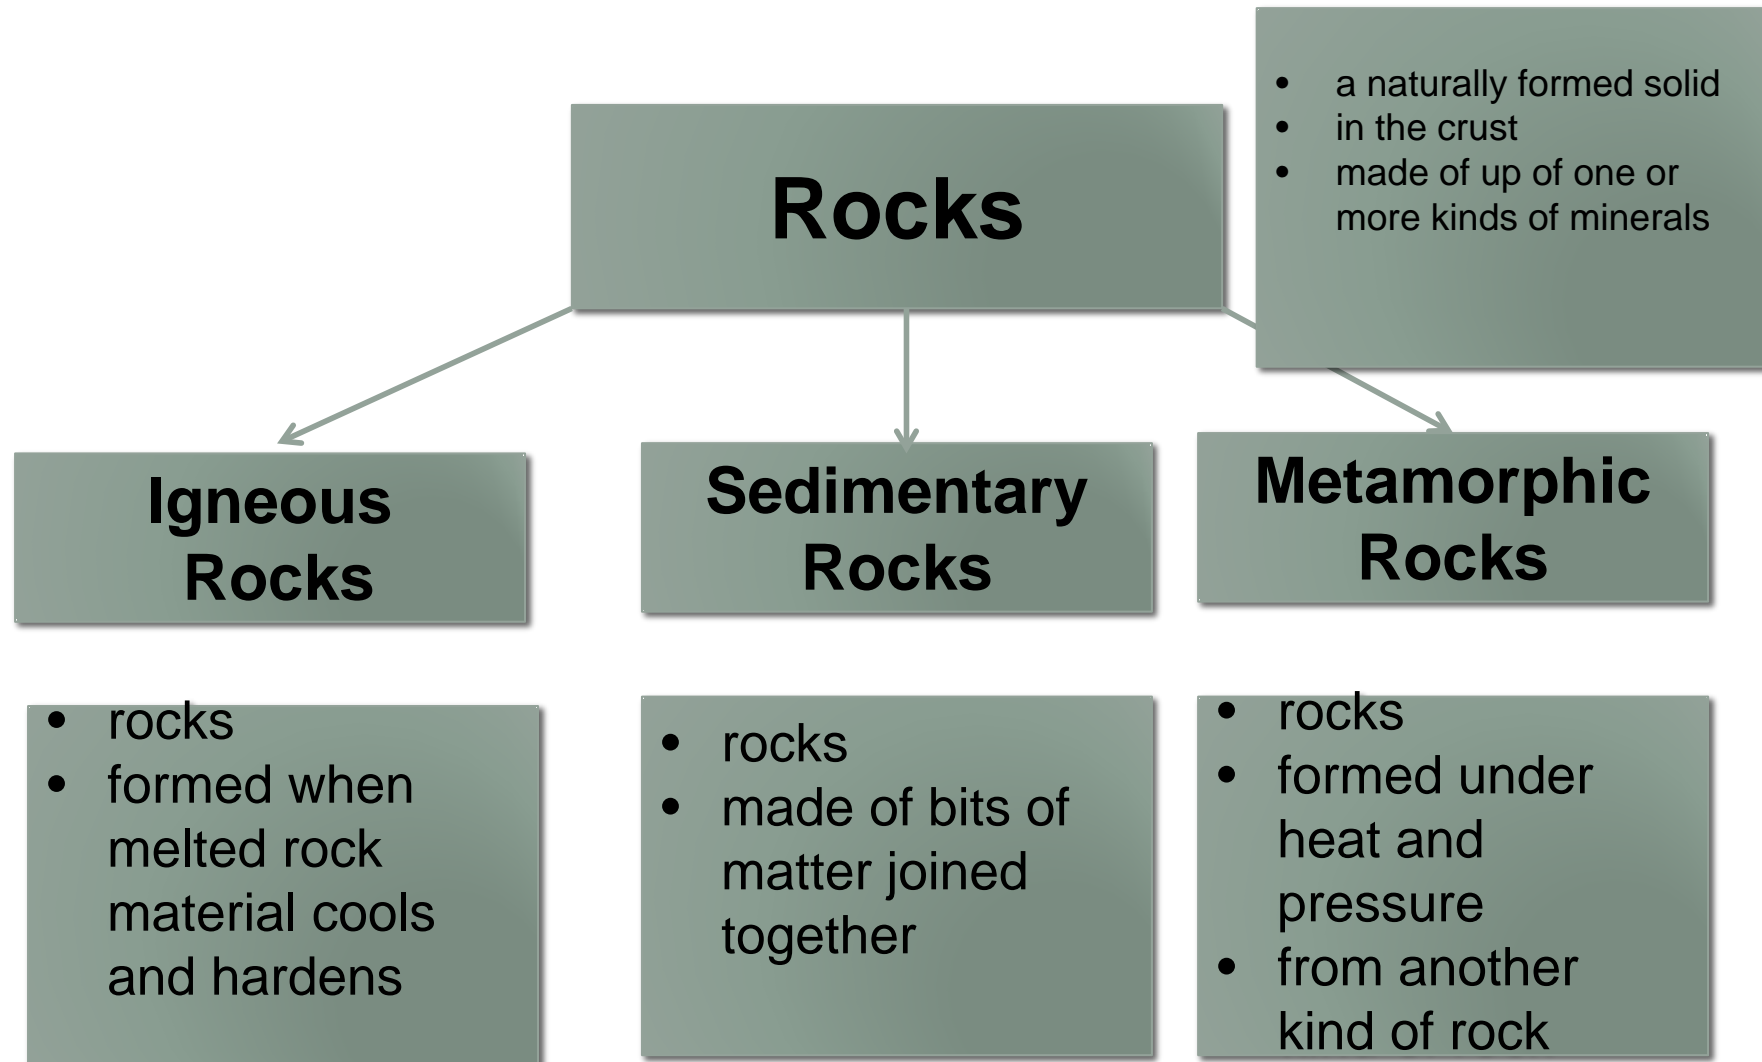 Rocks
• a naturally formed solid
• in the crust
• made of up of one or
more kinds of minerals
Igneous
Rocks
Sedimentary
Rocks
Metamorphic
Rocks
• rocks
• formed when
melted rock
material cools
and hardens
• rocks
• made of bits of
matter joined
together
• rocks
• formed under
heat and
pressure
• from another
kind of rock